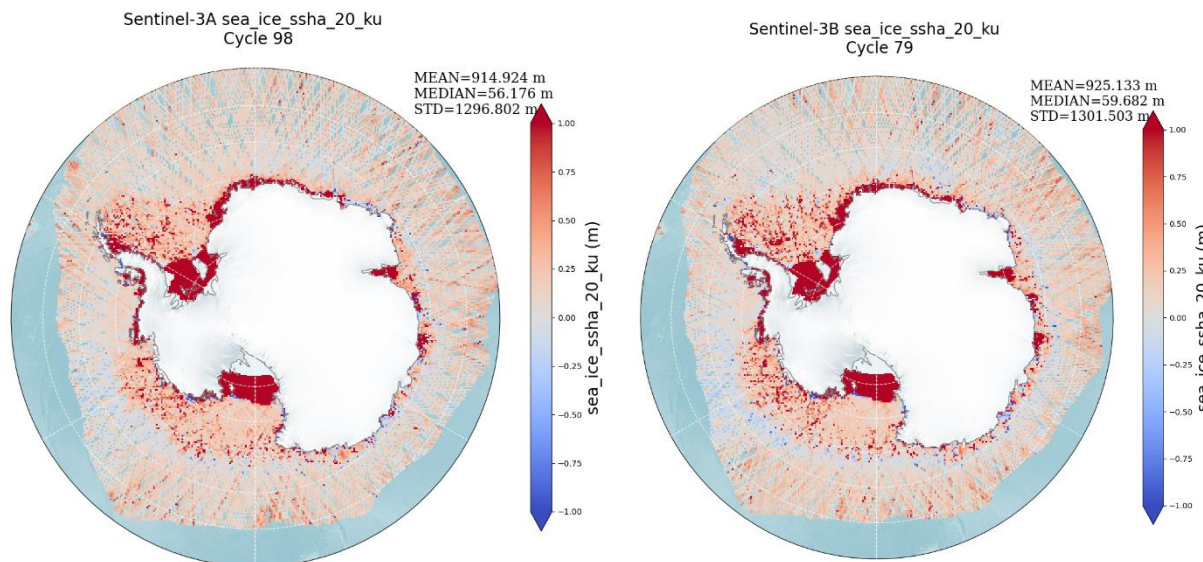 Sentinel-3A sea_ice_ssha_20_ku
Cycle 98
MEAN=914.924 m
MEDIAN=56.176 m
STD=1296.802 m
1.00
0.75
0.50
0.25
0.00
−0.25
−0.50
−0.75
−1.00
sea_ice_ssha_20_ku (m)
Sentinel-3B sea_ice_ssha_20_ku
Cycle 79
MEAN=925.133 m
MEDIAN=59.682 m
STD=1301.503 m
1.00
0.75
0.50
0.25
0.00
−0.25
−0.50
−0.75
−1.00
sea_ice_ssha_20_ku (m)